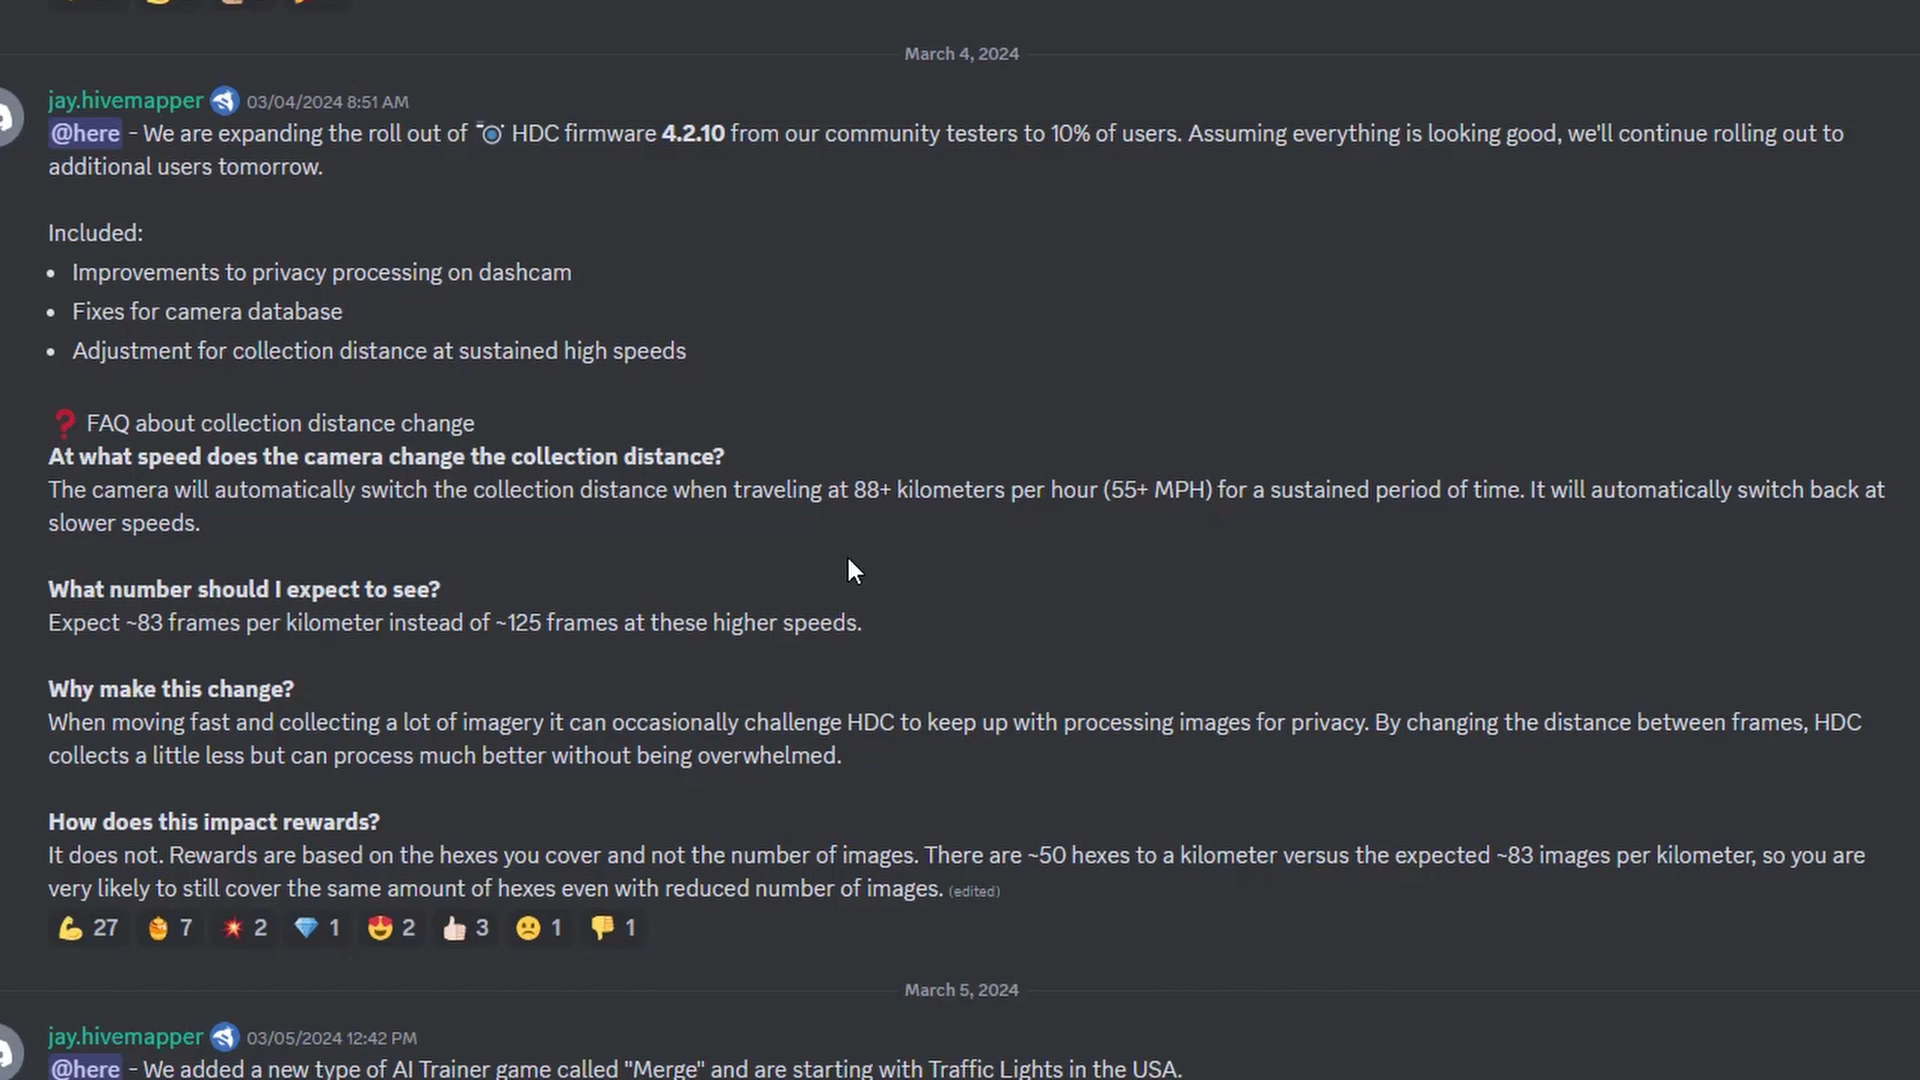 March 4, 2024
jay.hivemapper 03/04/2024 8:51 AM
@here - We are expanding the roll out of HDC firmware 4.2.10 from our community testers to 10% of users. Assuming everything is looking good, we'll continue rolling out to
additional users tomorrow.
Included:
• Improvements to privacy processing on dashcam
• Fixes for camera database
• Adjustment for collection distance at sustained high speeds
❓ FAQ about collection distance change
At what speed does the camera change the collection distance?
The camera will automatically switch the collection distance when traveling at 88+ kilometers per hour (55+ MPH) for a sustained period of time. It will automatically switch back at
slower speeds.
What number should I expect to see?
Expect ~83 frames per kilometer instead of ~125 frames at these higher speeds.
Why make this change?
When moving fast and collecting a lot of imagery it can occasionally challenge HDC to keep up with processing images for privacy. By changing the distance between frames, HDC
collects a little less but can process much better without being overwhelmed.
How does this impact rewards?
It does not. Rewards are based on the hexes you cover and not the number of images. There are ~50 hexes to a kilometer versus the expected ~83 images per kilometer, so you are
very likely to still cover the same amount of hexes even with reduced number of images. (edited)
27 7 2 1 2 3 1 1
March 5, 2024
jay.hivemapper 03/05/2024 12:42 PM
@here - We added a new type of AI Trainer game called "Merge" and are starting with Traffic Lights in the USA.